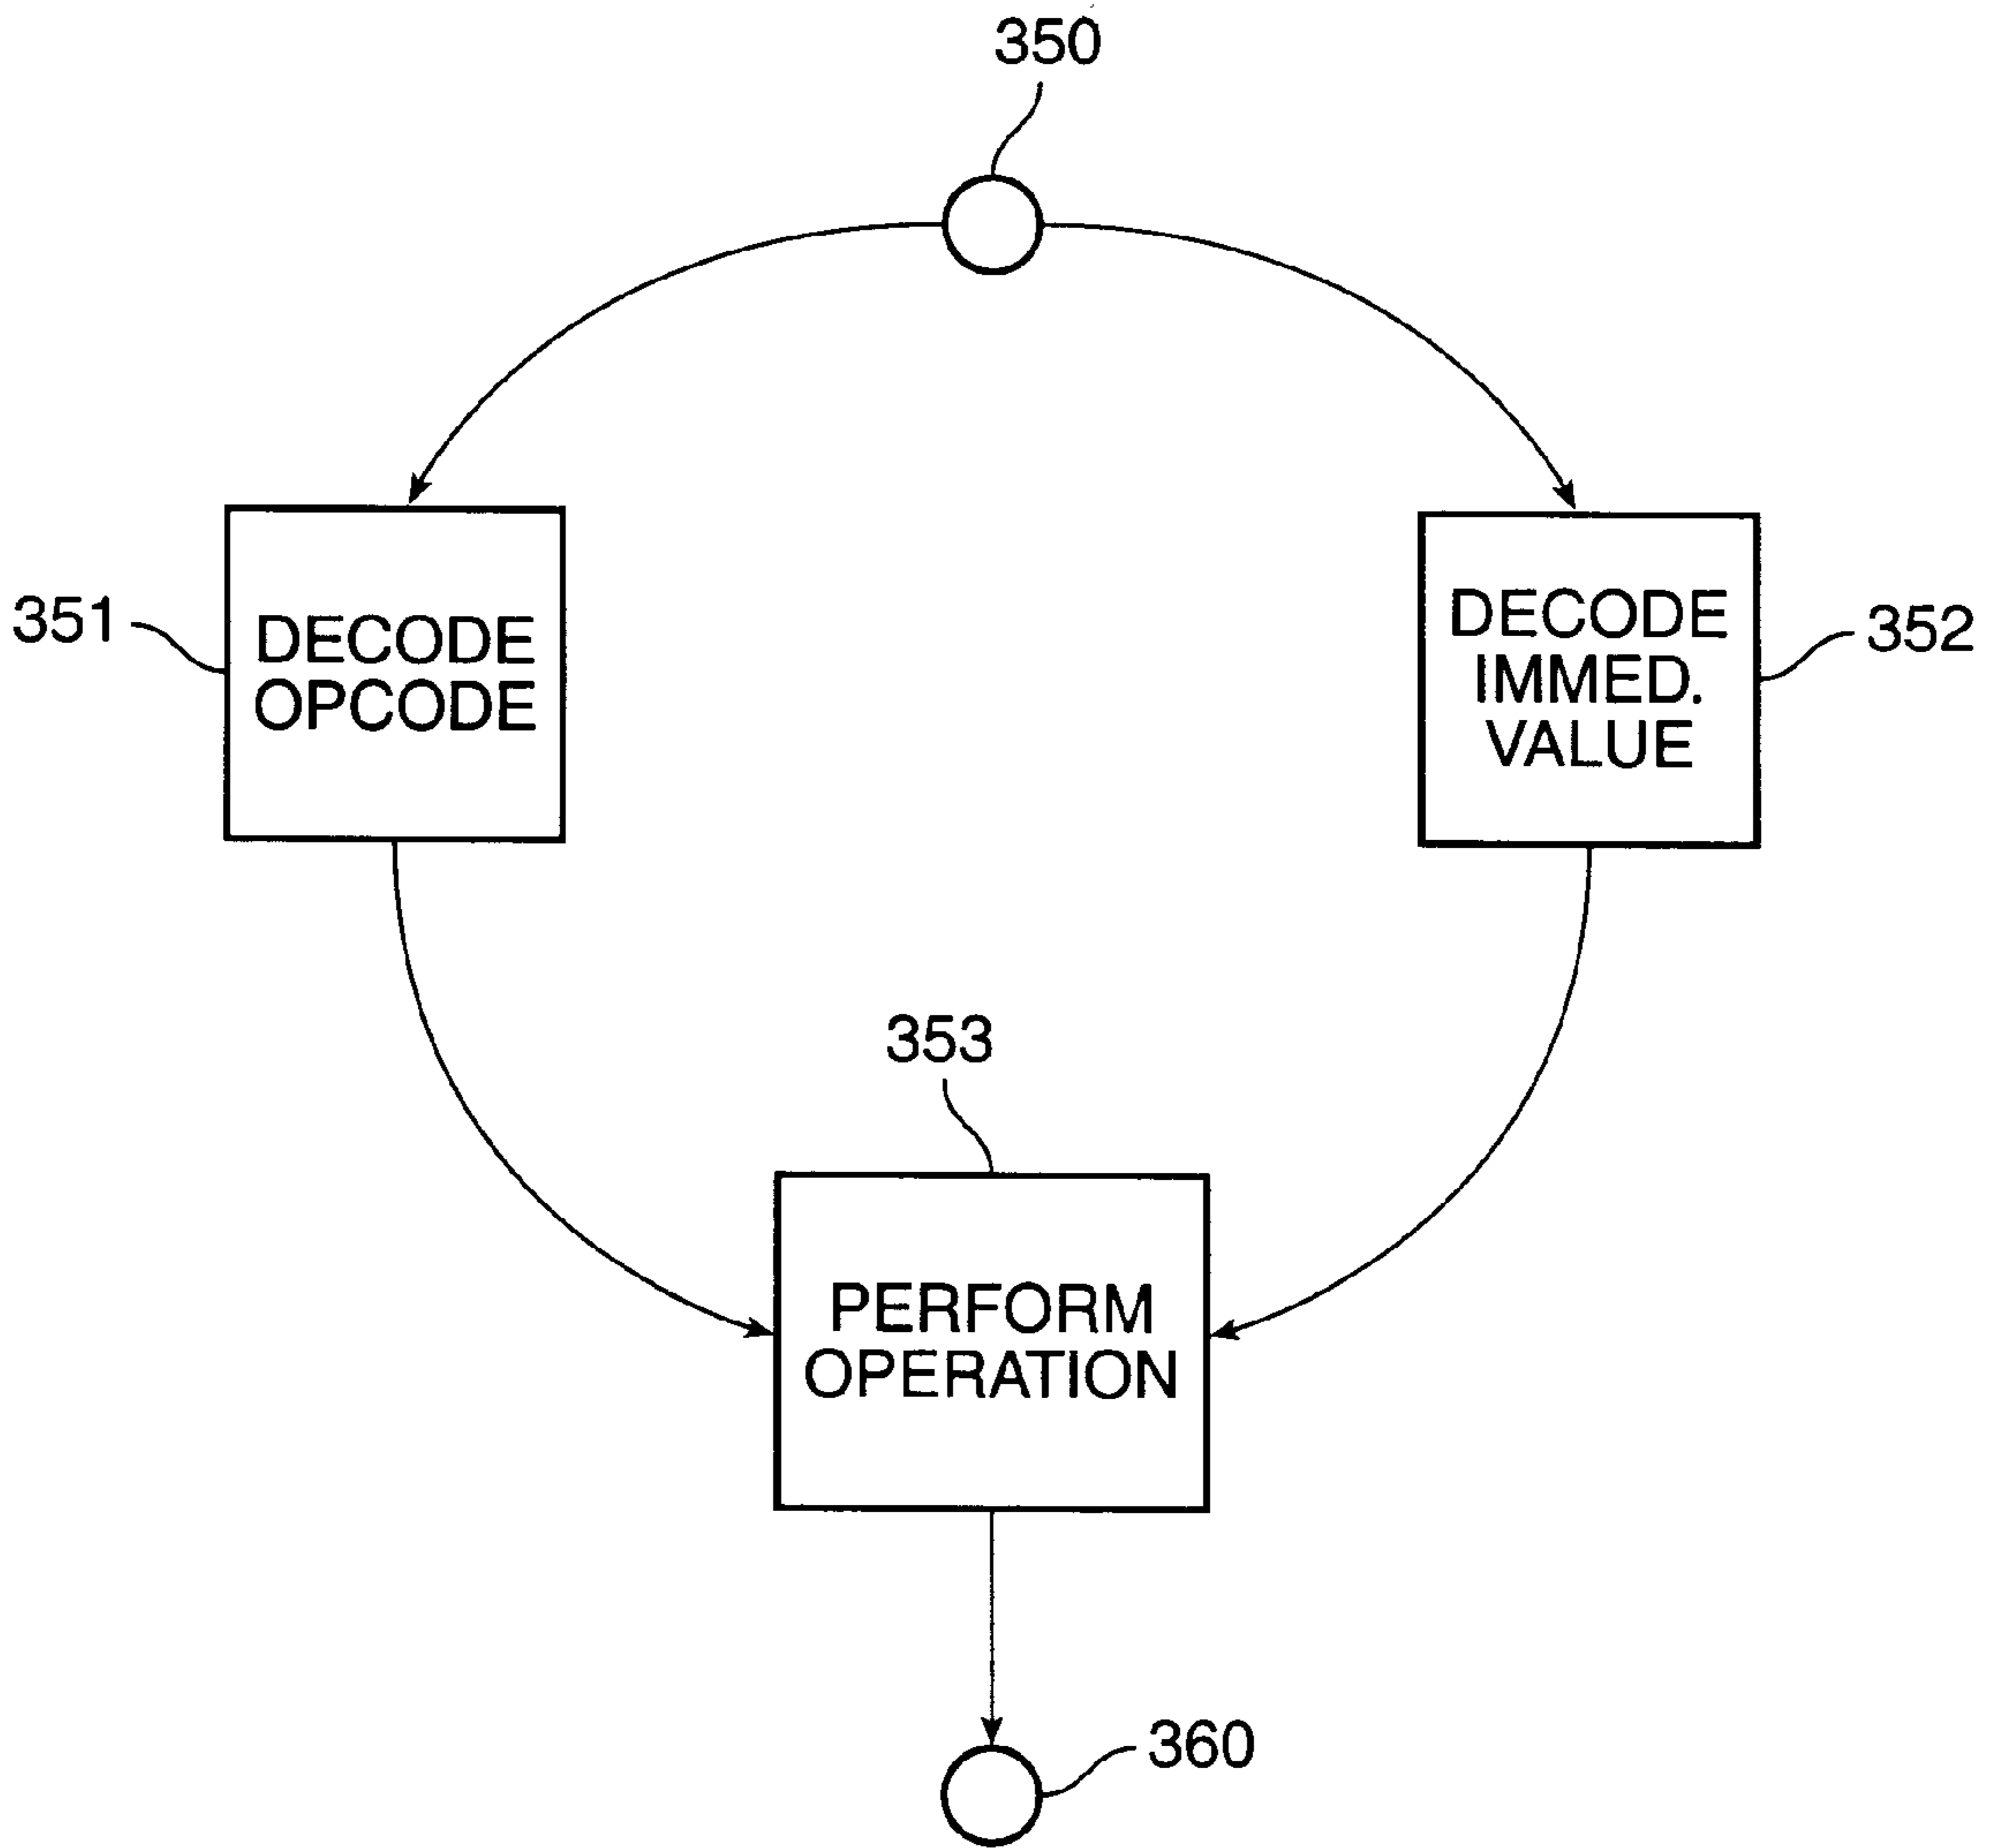 350
351
DECODE
OPCODE
DECODE
IMMED.
VALUE
352
353
PERFORM
OPERATION
360